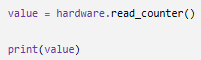 value = hardware.read_counter()
print(value)